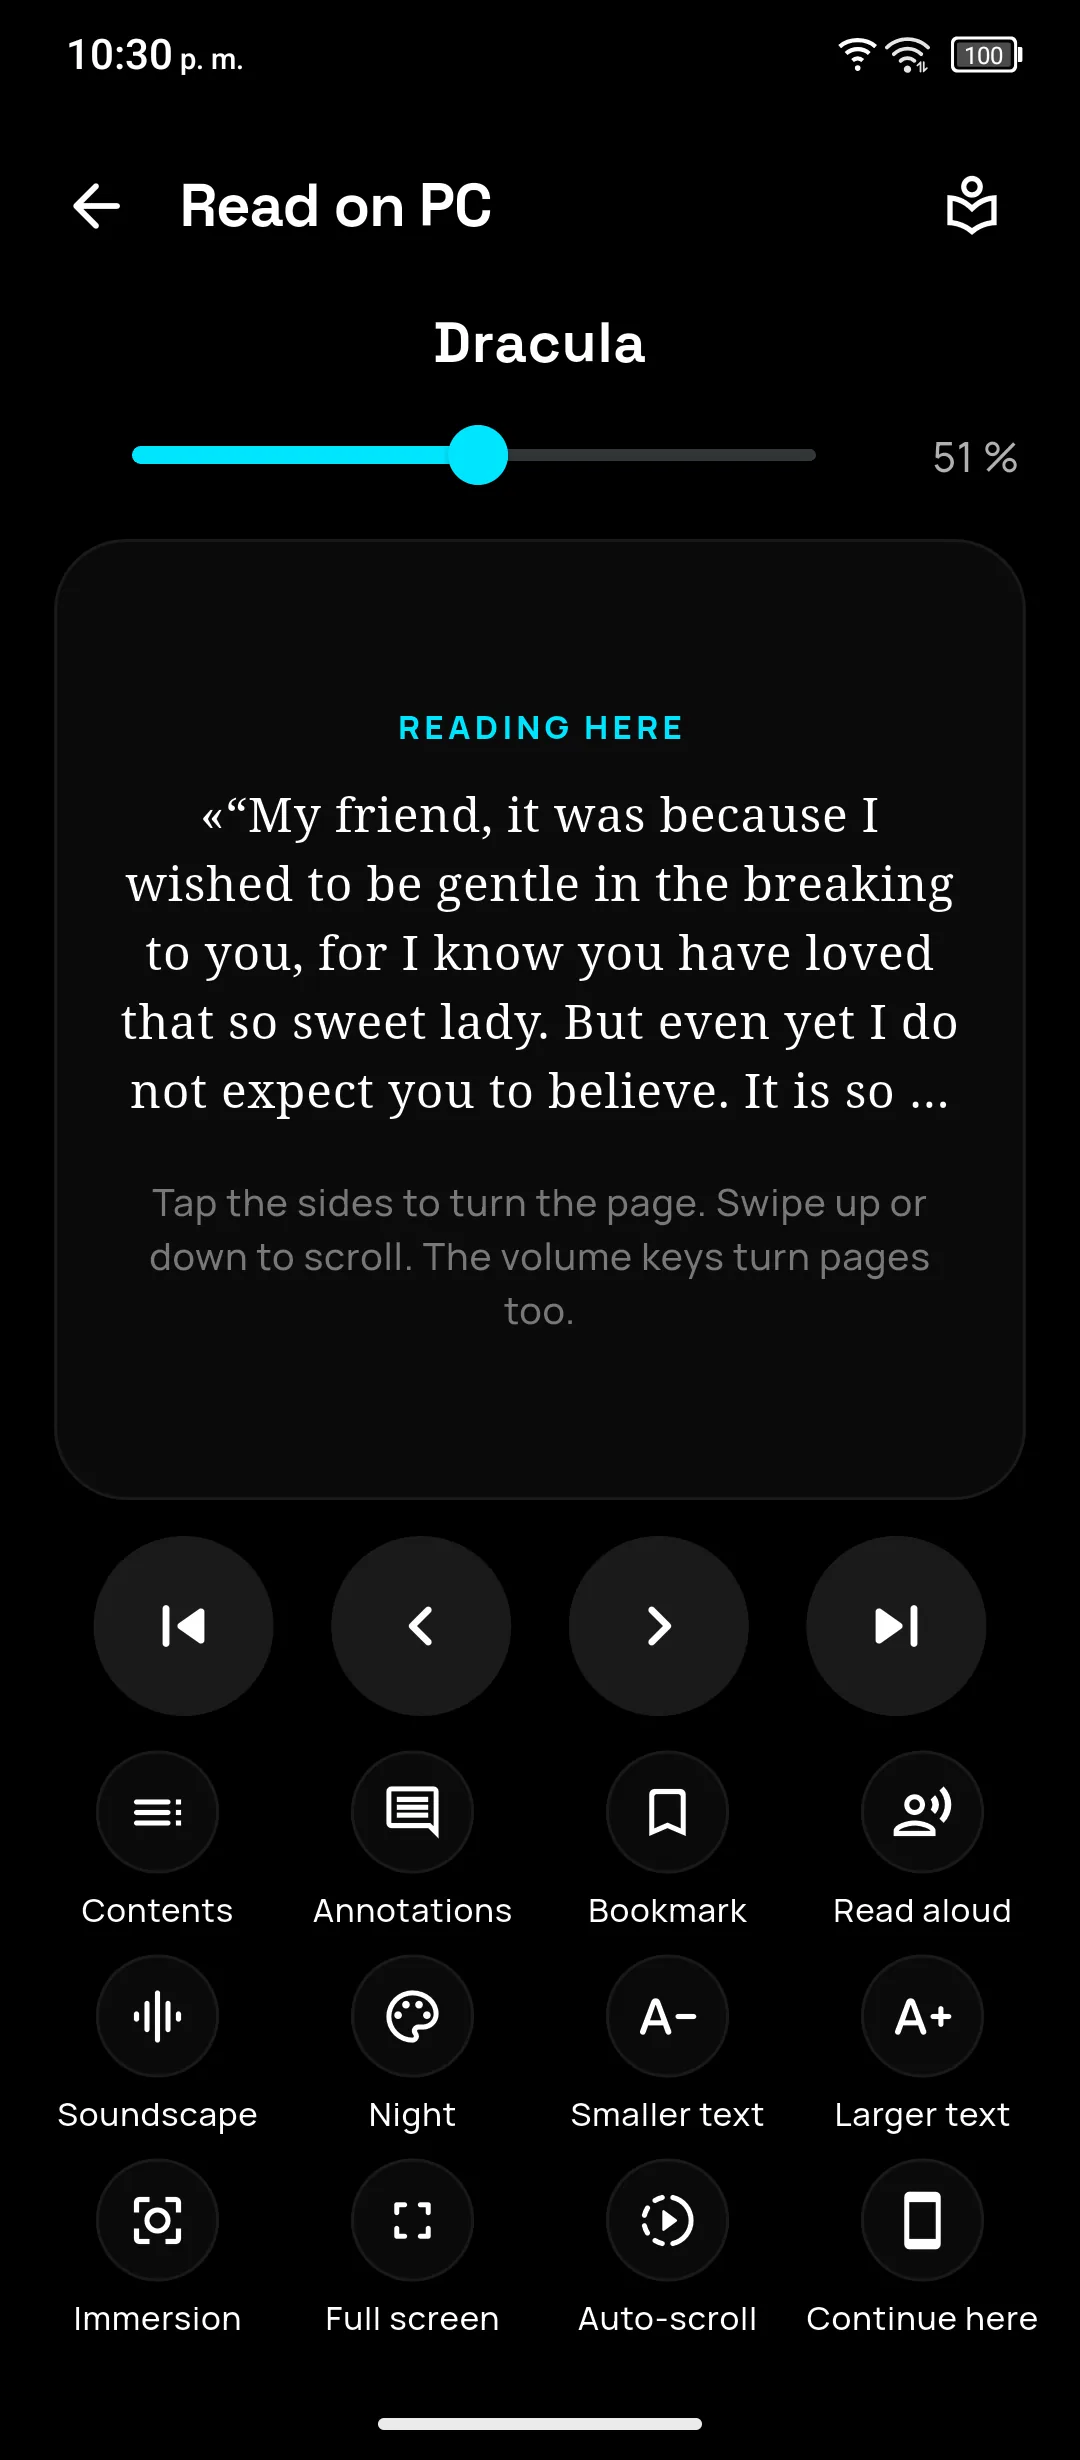 10:30 p. m.
100
Read on PC
Dracula
51 %
READING HERE
«“My friend, it was because I
wished to be gentle in the breaking
to you, for I know you have loved
that so sweet lady. But even yet I do
not expect you to believe. It is so ...
Tap the sides to turn the page. Swipe up or
down to scroll. The volume keys turn pages
too.
Contents
Annotations
Bookmark
Read aloud
Soundscape
Night
A−
Smaller text
A+
Larger text
Immersion
Full screen
Auto-scroll
Continue here